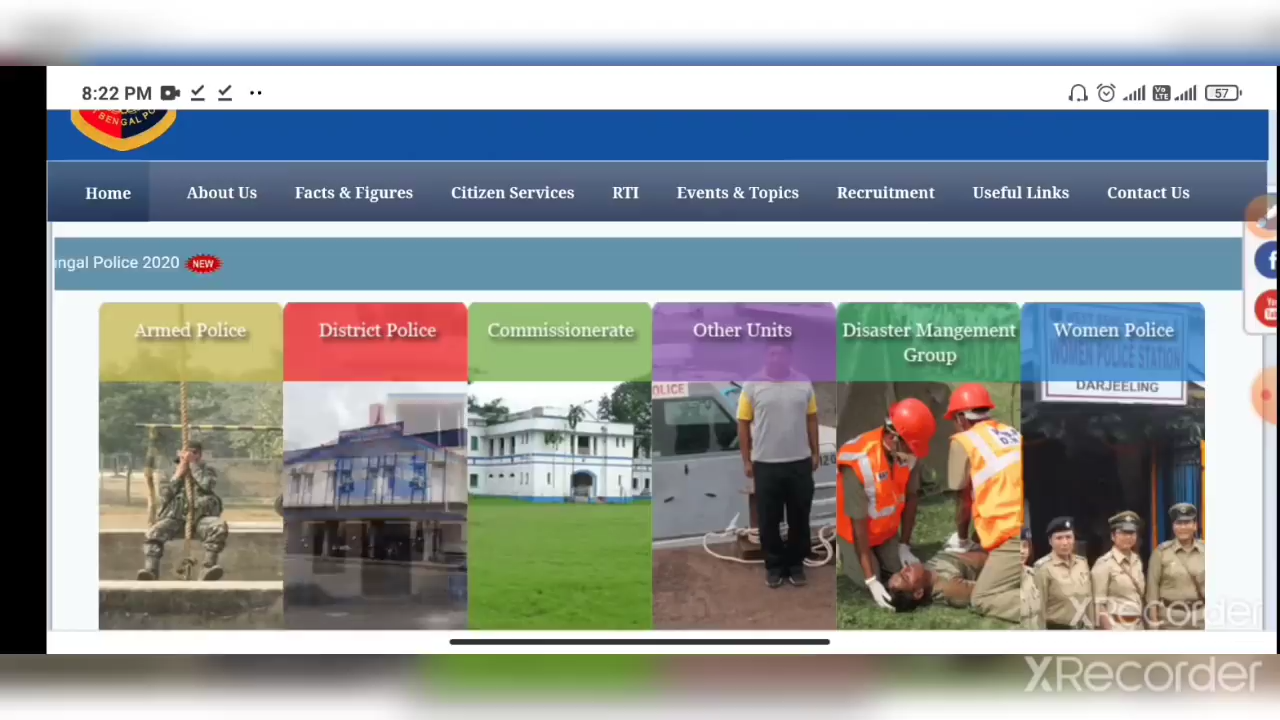 8:22 PM
57
T BENGAL PO
Home About Us Facts & Figures Citizen Services RTI Events & Topics Recruitment Useful Links Contact Us
ngal Police 2020 NEW
Armed Police District Police Commissionerate Other Units Disaster Mangement Group Women Police
WOMEN POLICE STATION
DARJEELING
OLICE
XRecorder
XRecorder